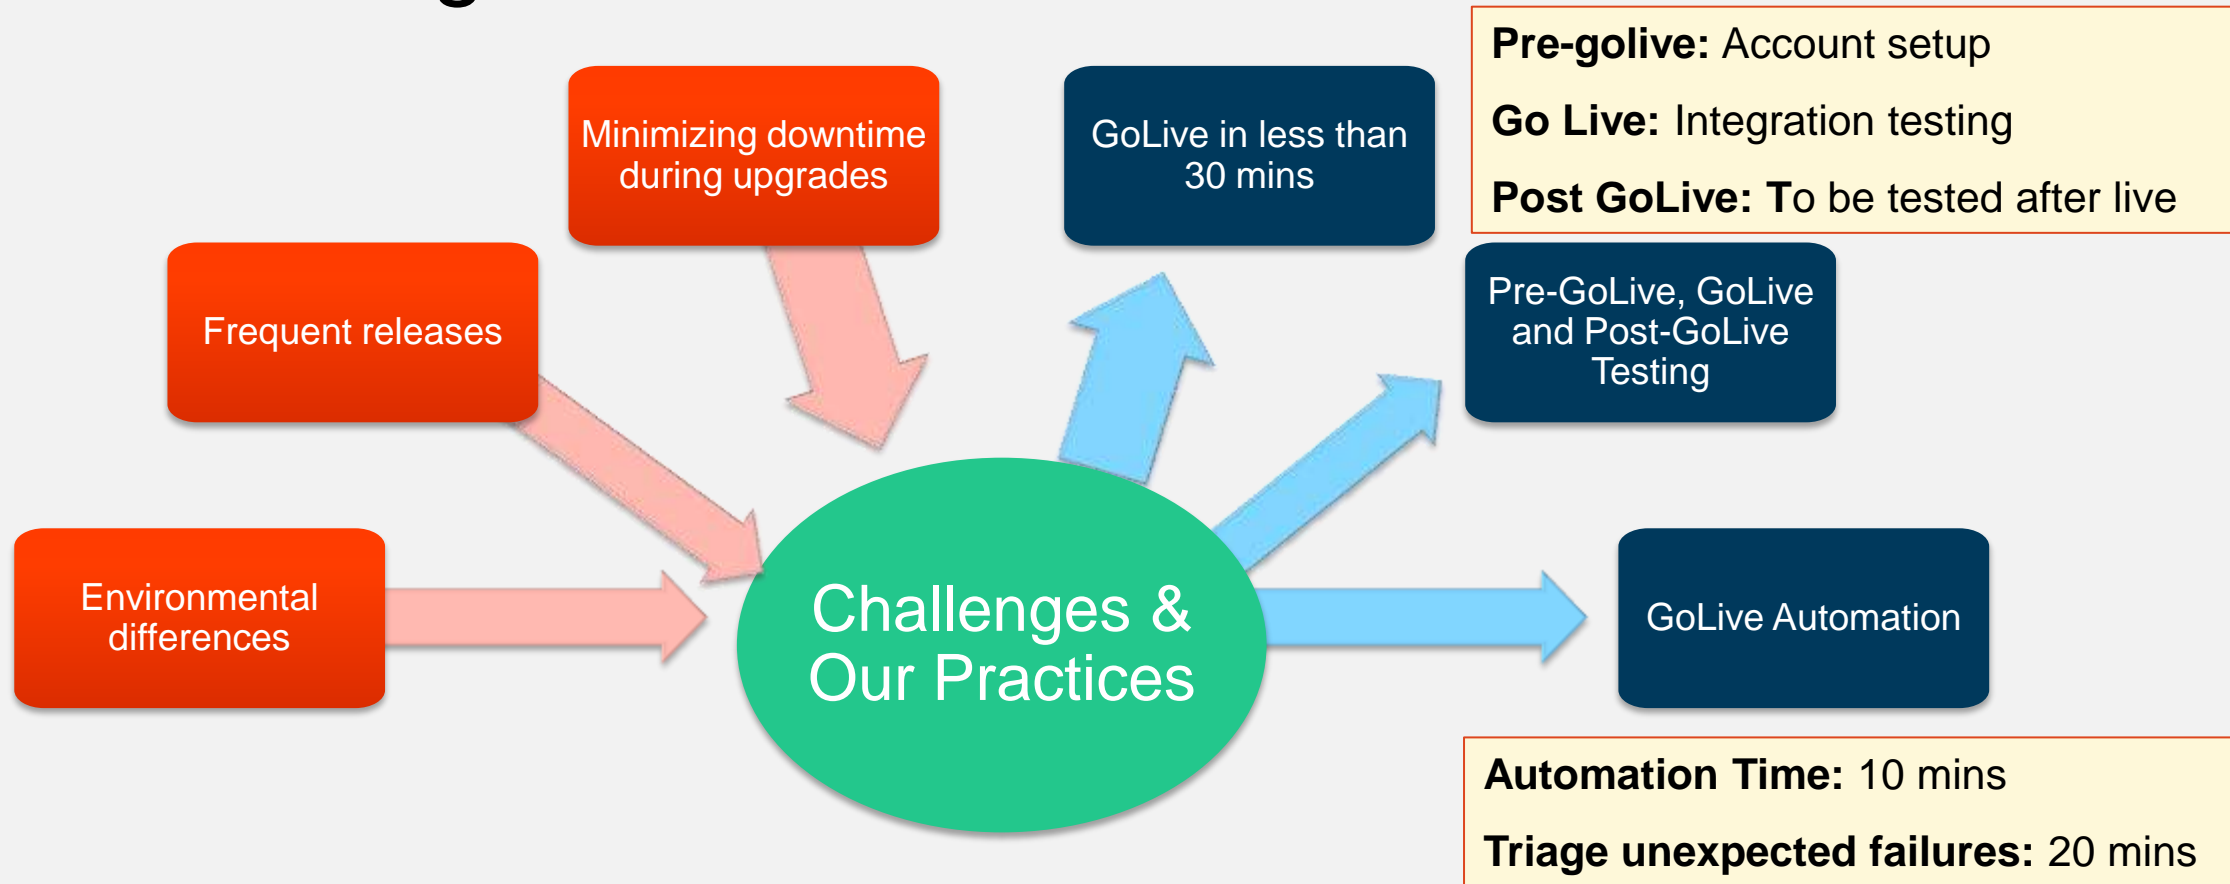 Pre-golive: Account setup
Go Live: Integration testing
Post GoLive: To be tested after live
Minimizing downtime
during upgrades
GoLive in less than
30 mins
Frequent releases
Pre-GoLive, GoLive
and Post-GoLive
Testing
Environmental
differences
Challenges &
Our Practices
GoLive Automation
Automation Time: 10 mins
Triage unexpected failures: 20 mins